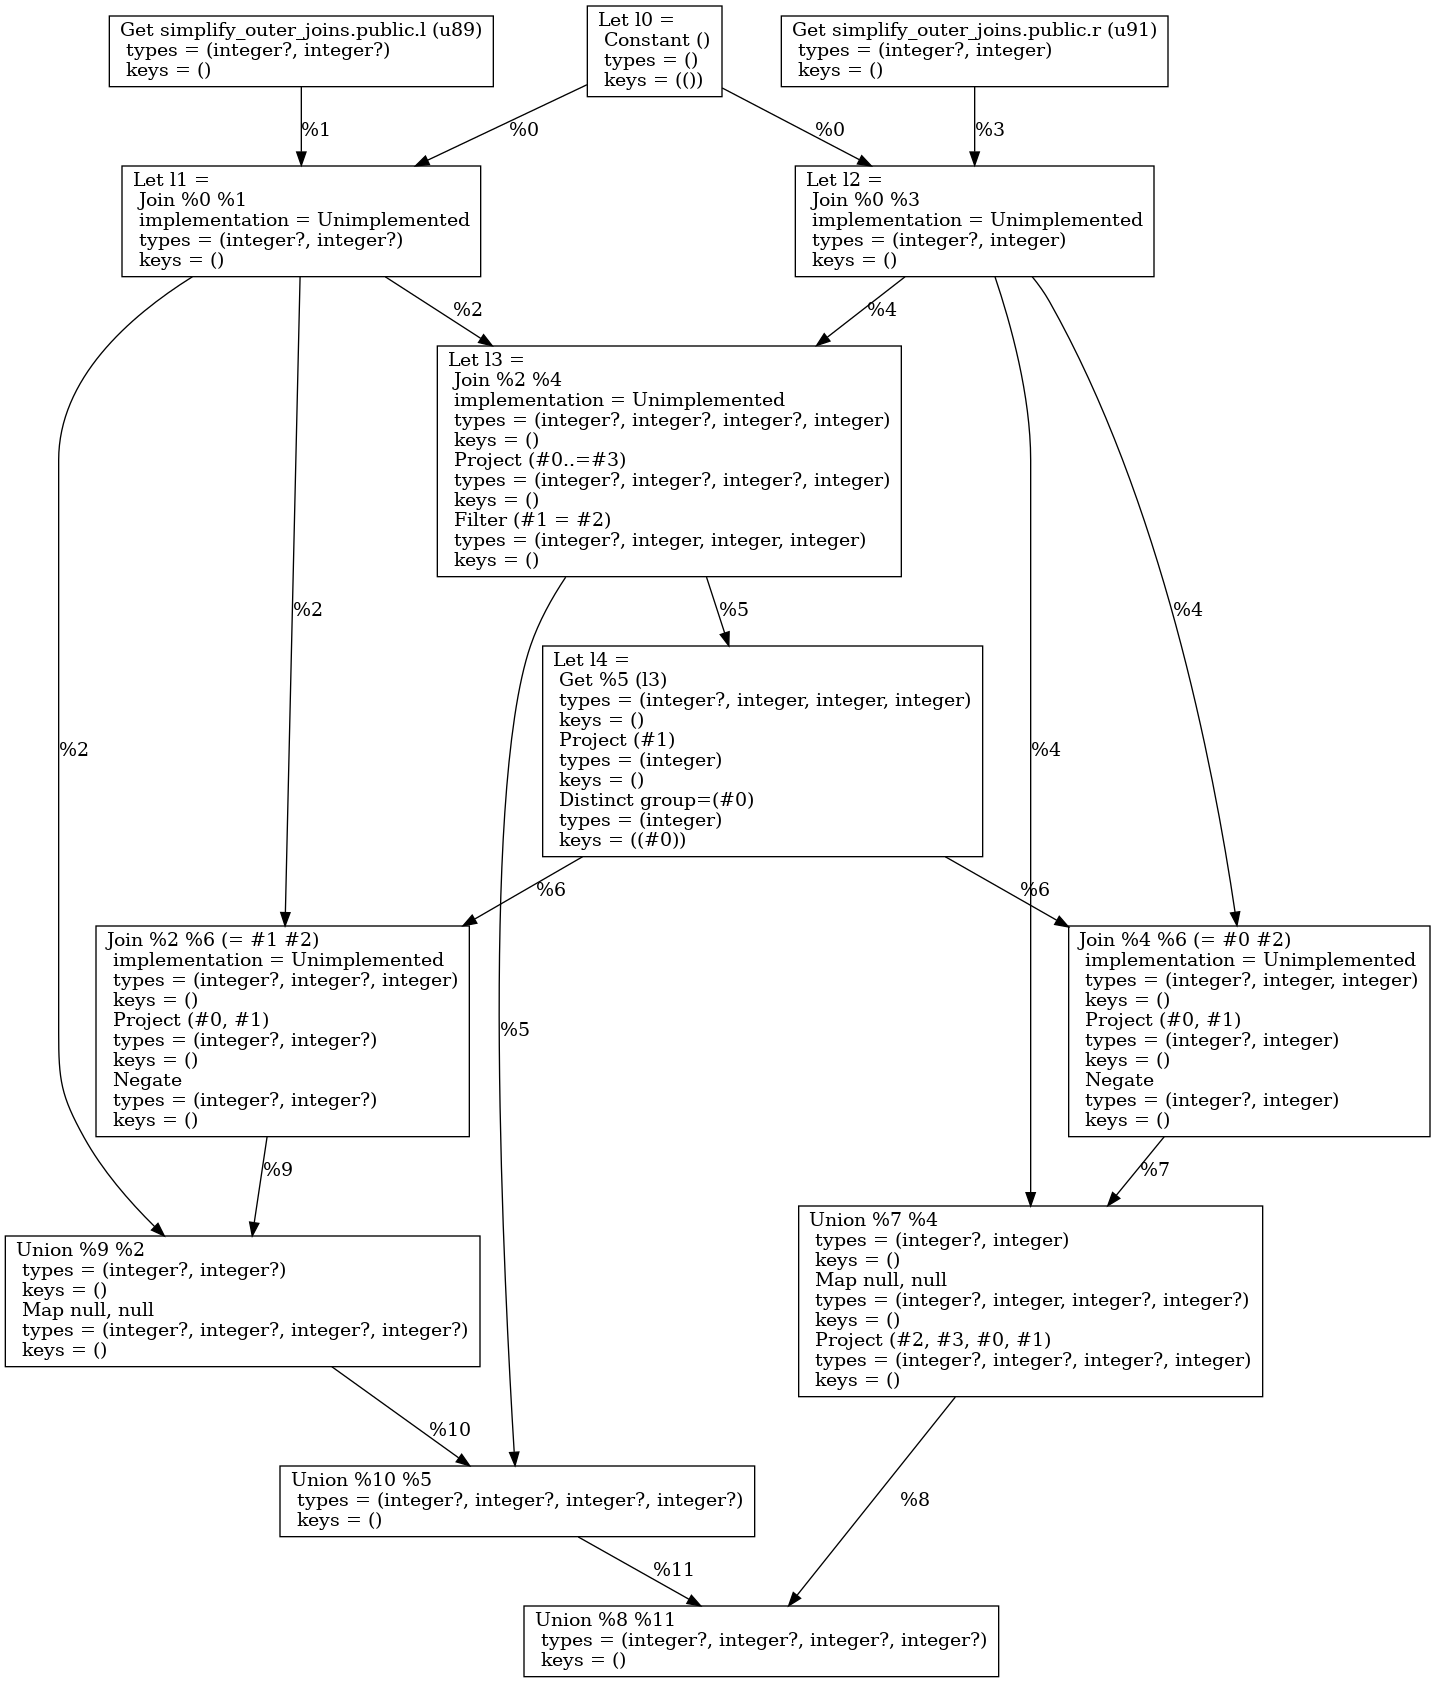 Get simplify_outer_joins.public.l (u89)
types = (integer?, integer?)
keys = ()
Let l0 =
Constant ()
types = ()
keys = (())
Get simplify_outer_joins.public.r (u91)
types = (integer?, integer)
keys = ()
%1
%0
%0
%3
Let l1 =
Join %0 %1
implementation = Unimplemented
types = (integer?, integer?)
keys = ()
Let l2 =
Join %0 %3
implementation = Unimplemented
types = (integer?, integer)
keys = ()
%2
%4
Let l3 =
Join %2 %4
implementation = Unimplemented
types = (integer?, integer?, integer?, integer)
keys = ()
Project (#0..=#3)
types = (integer?, integer?, integer?, integer)
keys = ()
Filter (#1 = #2)
types = (integer?, integer, integer, integer)
keys = ()
%2
%5
%4
Let l4 =
Get %5 (l3)
types = (integer?, integer, integer, integer)
keys = ()
Project (#1)
types = (integer)
keys = ()
Distinct group=(#0)
types = (integer)
keys = ((#0))
%2
%4
%6
%6
Join %2 %6 (= #1 #2)
implementation = Unimplemented
types = (integer?, integer?, integer)
keys = ()
Project (#0, #1)
types = (integer?, integer?)
keys = ()
Negate
types = (integer?, integer?)
keys = ()
%5
Join %4 %6 (= #0 #2)
implementation = Unimplemented
types = (integer?, integer, integer)
keys = ()
Project (#0, #1)
types = (integer?, integer)
keys = ()
Negate
types = (integer?, integer)
keys = ()
%9
%7
Union %9 %2
types = (integer?, integer?)
keys = ()
Map null, null
types = (integer?, integer?, integer?, integer?)
keys = ()
Union %7 %4
types = (integer?, integer)
keys = ()
Map null, null
types = (integer?, integer, integer?, integer?)
keys = ()
Project (#2, #3, #0, #1)
types = (integer?, integer?, integer?, integer)
keys = ()
%10
Union %10 %5
types = (integer?, integer?, integer?, integer?)
keys = ()
%8
%11
Union %8 %11
types = (integer?, integer?, integer?, integer?)
keys = ()